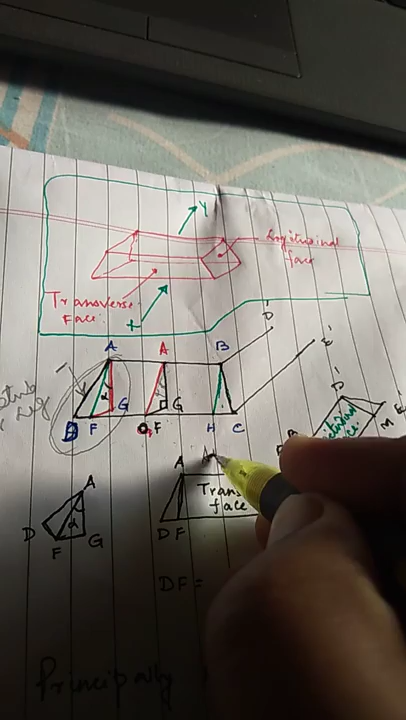 Y
Longitudinal
face
Transverse
Face
X
A A B D' E'
α
D F G F G H C
D'
M E
A
D F G
α
A
Trans
face
D F
DF =
Principally